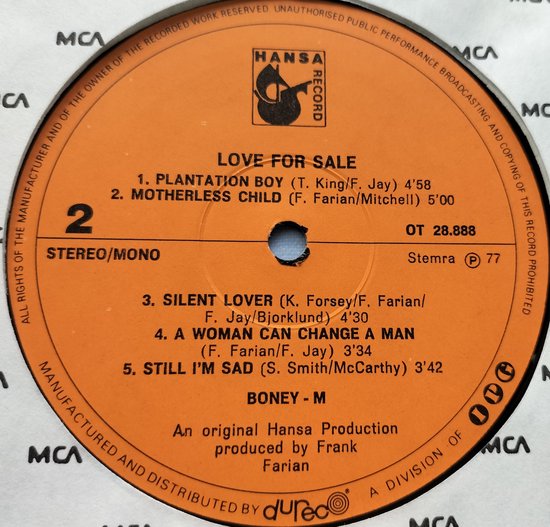 ALL RIGHTS OF THE MANUFACTURER AND OF THE OWNER OF THE RECORDED WORK RESERVED. UNAUTHORISED PUBLIC PERFORMANCE BROADCASTING AND COPYING OF THIS RECORD PROHIBITED
MCA
MCA
MCA
MCA
HANSA
RECORD
LOVE FOR SALE
1. PLANTATION BOY (T. King/F. Jay) 4'58
2. MOTHERLESS CHILD (F. Farian/Mitchell) 5'00
2
OT 28.888
STEREO/MONO
Stemra Ⓟ 77
3. SILENT LOVER (K. Forsey/F. Farian/
F. Jay/Bjorklund) 4'30
4. A WOMAN CAN CHANGE A MAN
(F. Farian/F. Jay) 3'34
5. STILL I'M SAD (S. Smith/McCarthy) 3'42
BONEY - M
An original Hansa Production
produced by Frank
Farian
MCA
MCA
MANUFACTURED AND DISTRIBUTED BY dureco A DIVISION OF